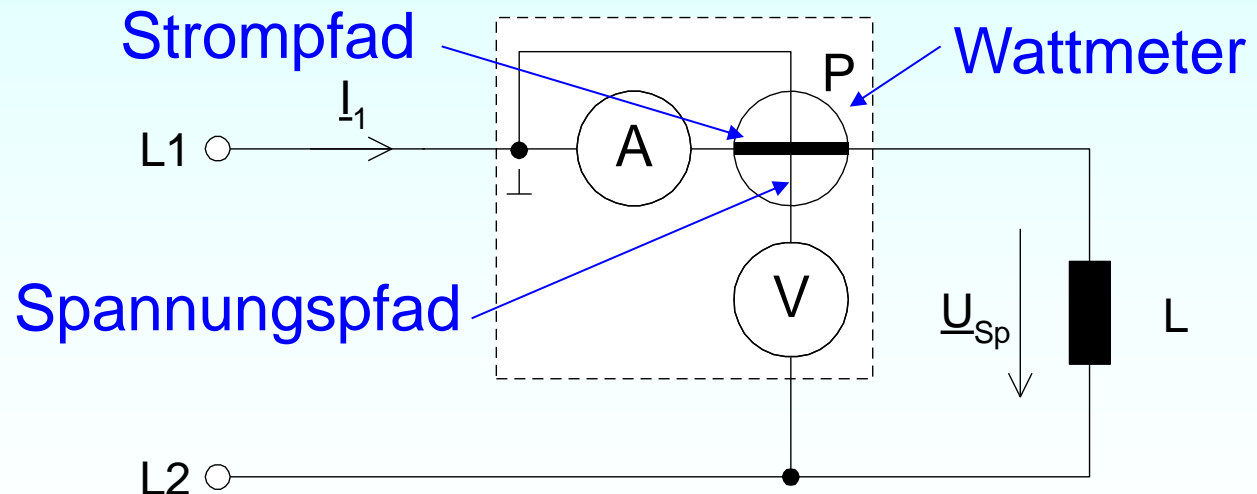 Strompfad
Wattmeter
P
I1
L1
A
V
Spannungspfad
USp
L
L2